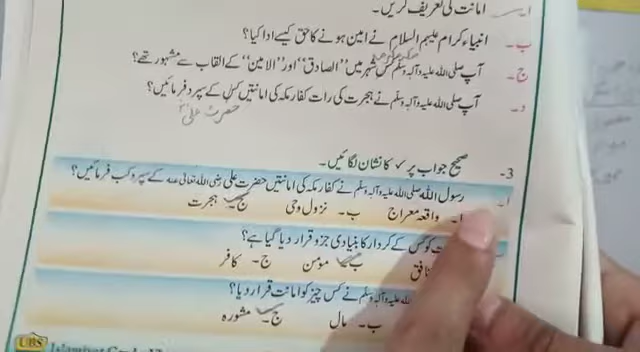 امانت کی تعریف کریں۔
ب۔ انبیاء کرام علیہم السلام نے امین ہونے کا حق کیسے ادا کیا؟
ج۔ آپ صلی اللہ علیہ وآلہ وسلم کس شہر میں ”الصادق“ اور ”الامین“ کے القاب سے مشہور تھے؟
د۔ آپ صلی اللہ علیہ وآلہ وسلم نے ہجرت کی رات کفار مکہ کی امانتیں کس کے سپرد فرمائیں؟
حضرت علیؓ
3۔ صحیح جواب پر ✓ کا نشان لگائیں۔
ا۔ رسول اللہ صلی اللہ علیہ وآلہ وسلم نے کفار مکہ کی امانتیں حضرت علی رضی اللہ تعالیٰ عنہ کے سپرد کب فرمائیں؟
ا۔ واقعہ معراج ب۔ نزول وحی ج۔ ہجرت
کو کس کے کردار کا بنیادی جزو قرار دیا گیا ہے؟
ب۔ مومن ج۔ کافر
علیہ وآلہ وسلم نے کس چیز کو امانت قرار دیا؟
ب۔ مال ج۔ مشورہ
UBS Islamiyat